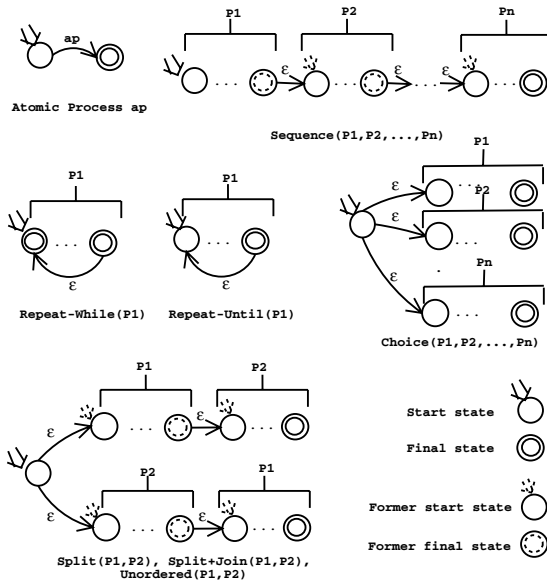 ap
Atomic Process ap
P1 P2 Pn
... ε ... ε ... ε ...
Sequence(P1,P2,...,Pn)
P1
...
ε
Repeat-While(P1)
P1
...
ε
Repeat-Until(P1)
P1
ε ...
P2
ε ...
Pn
ε ...
Choice(P1,P2,...,Pn)
P1 P2
ε ... ε ...
P2 P1
ε ... ε ...
Split(P1,P2), Split+Join(P1,P2),
Unordered(P1,P2)
Start state
Final state
Former start state
Former final state